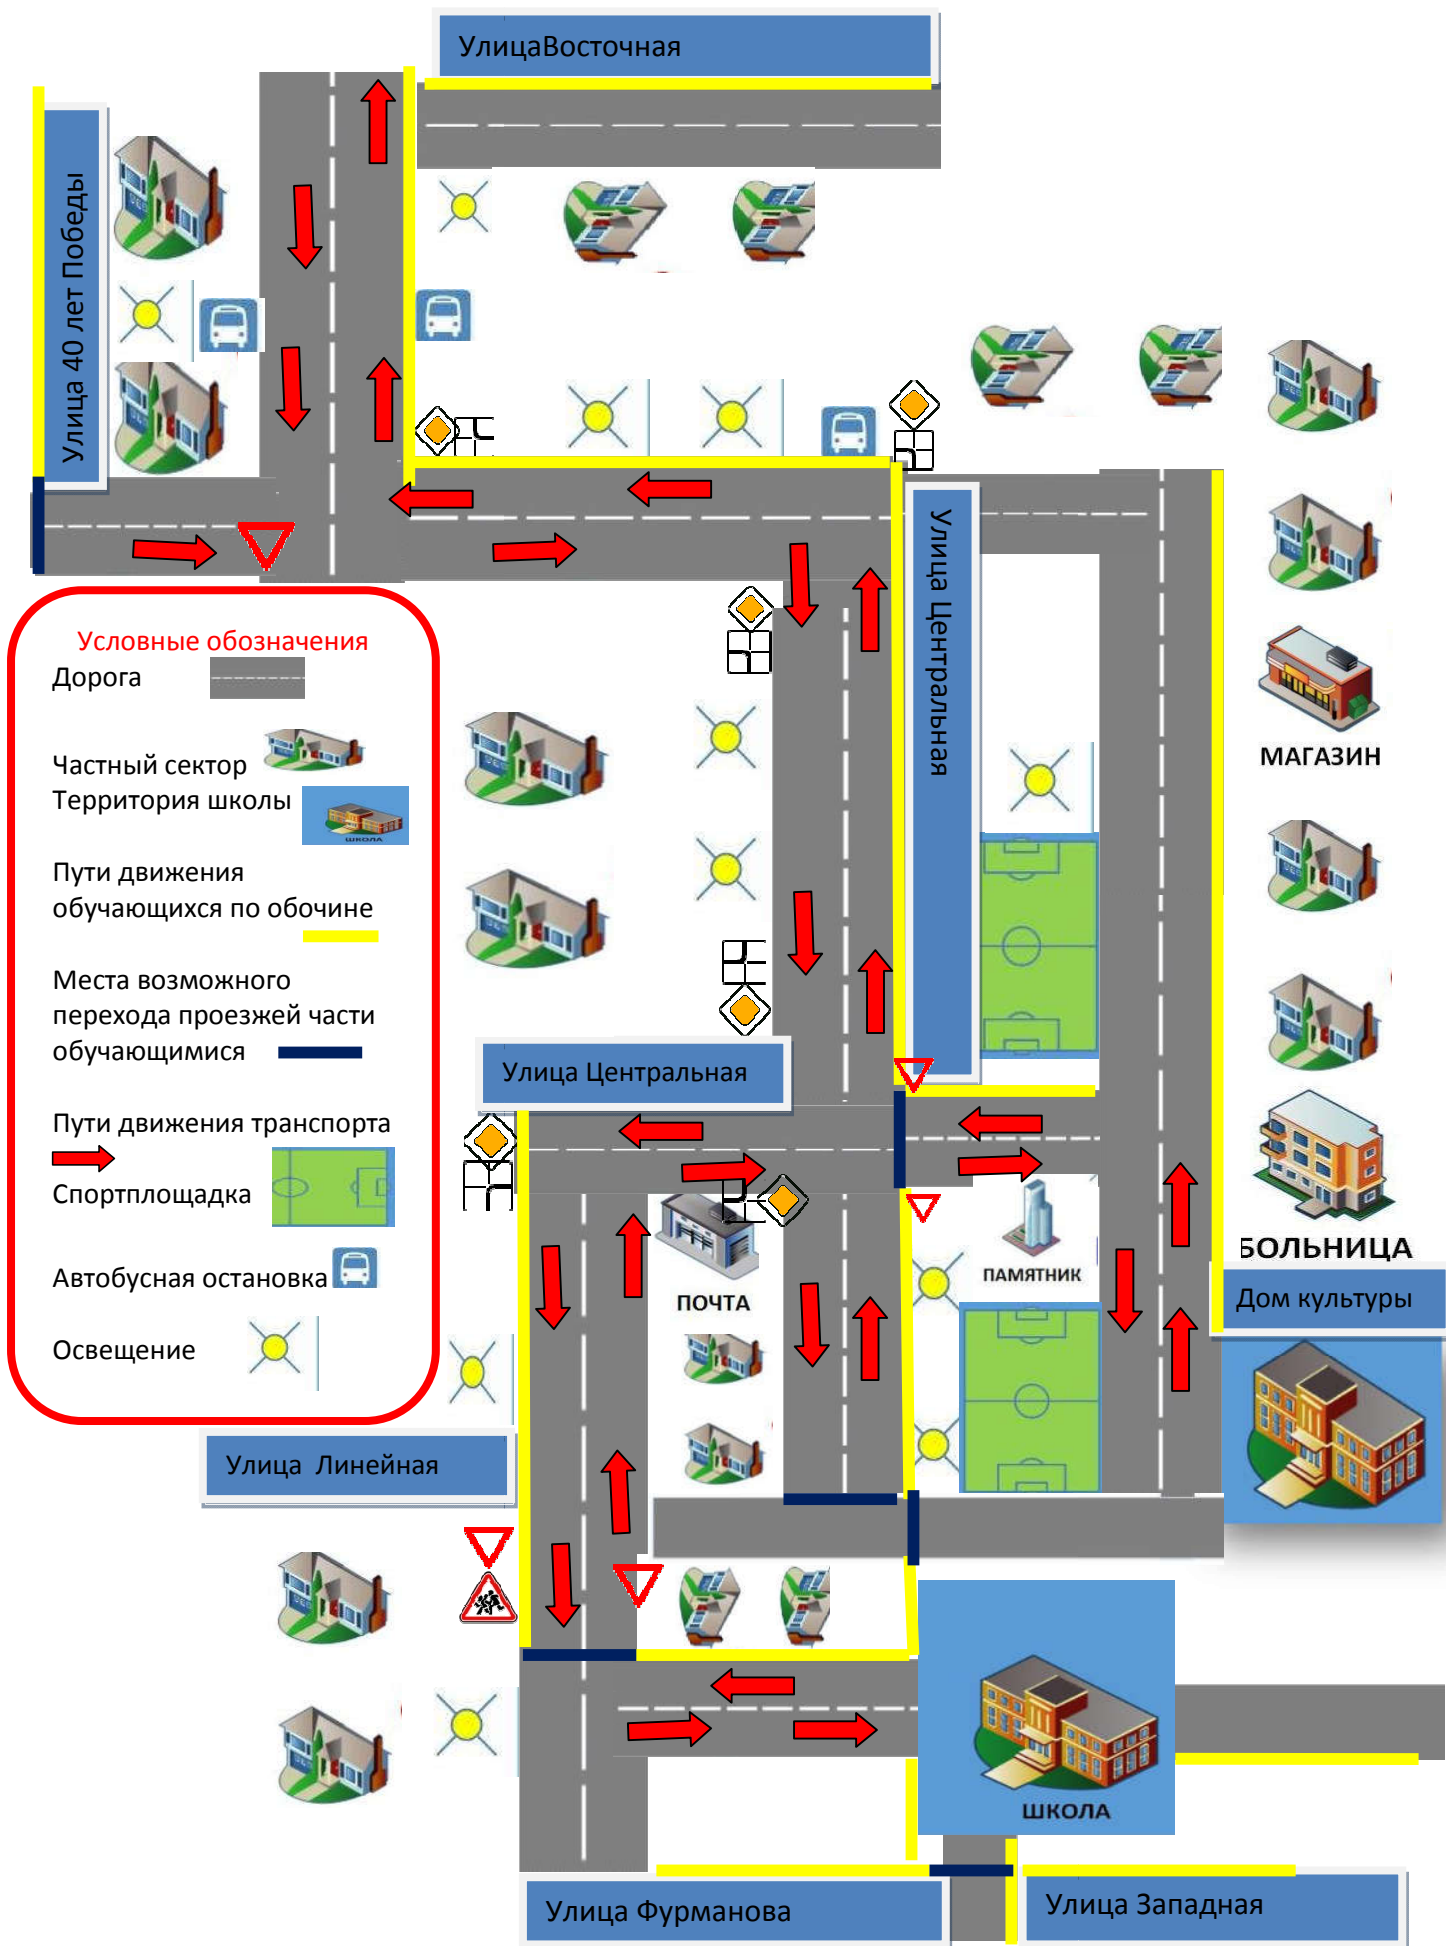 УлицаВосточная
Улица 40 лет Победы
Улица Центральная
Условные обозначения
Дорога
Частный сектор
Территория школы
ШКОЛА
Пути движения
обучающихся по обочине
Места возможного
перехода проезжей части
обучающимися
Пути движения транспорта
Спортплощадка
Автобусная остановка
Освещение
МАГАЗИН
Улица Центральная
БОЛЬНИЦА
ПАМЯТНИК
ПОЧТА
Дом культуры
Улица  Линейная
ШКОЛА
Улица Фурманова
Улица Западная